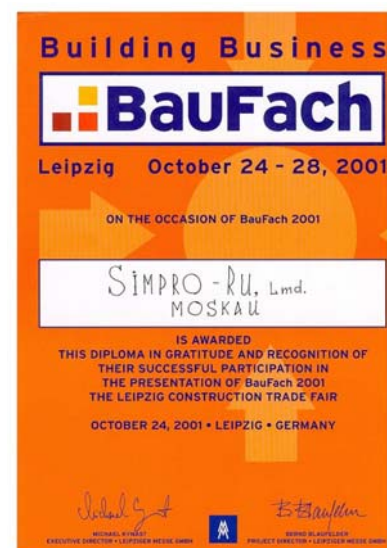 Building Business
BauFach
Leipzig October 24 - 28, 2001
ON THE OCCASION OF BauFach 2001
SIMPRO-RU, Lmd.
MOSKAU
IS AWARDED
THIS DIPLOMA IN GRATITUDE AND RECOGNITION OF
THEIR SUCCESSFUL PARTICIPATION IN
THE PRESENTATION OF BauFach 2001
THE LEIPZIG CONSTRUCTION TRADE FAIR
OCTOBER 24, 2001 • LEIPZIG • GERMANY
MICHAEL KYNAST
EXECUTIVE DIRECTOR • LEIPZIGER MESSE GMBH
BERND BLAUFELDER
PROJECT DIRECTOR • LEIPZIGER MESSE GMBH